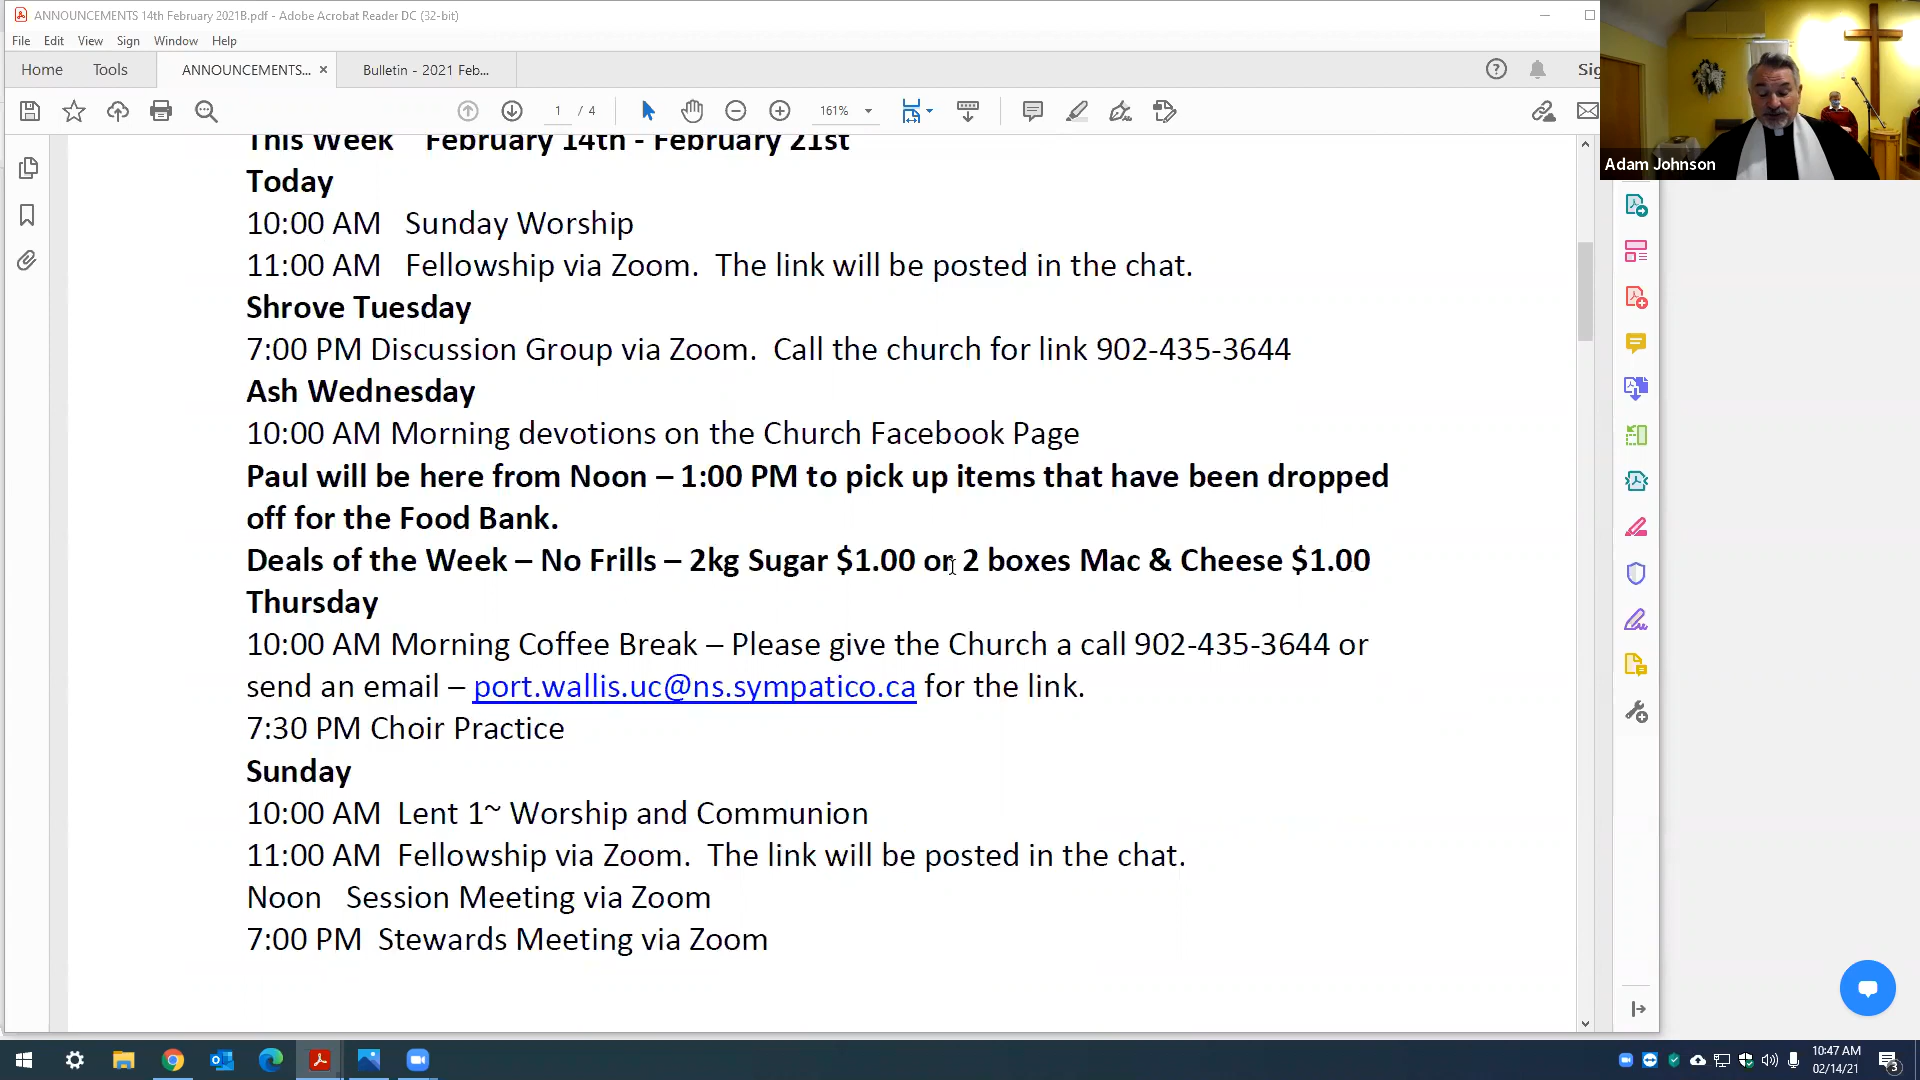 ANNOUNCEMENTS 14th February 2021B.pdf - Adobe Acrobat Reader DC (32-bit)
File Edit View Sign Window Help
Home Tools ANNOUNCEMENTS... × Bulletin - 2021 Feb... Sig
1 / 4 161%
Adam Johnson
This Week February 14th - February 21st
Today
10:00 AM Sunday Worship
11:00 AM Fellowship via Zoom. The link will be posted in the chat.
Shrove Tuesday
7:00 PM Discussion Group via Zoom. Call the church for link 902-435-3644
Ash Wednesday
10:00 AM Morning devotions on the Church Facebook Page
Paul will be here from Noon – 1:00 PM to pick up items that have been dropped
off for the Food Bank.
Deals of the Week – No Frills – 2kg Sugar $1.00 or 2 boxes Mac & Cheese $1.00
Thursday
10:00 AM Morning Coffee Break – Please give the Church a call 902-435-3644 or
send an email – port.wallis.uc@ns.sympatico.ca for the link.
7:30 PM Choir Practice
Sunday
10:00 AM Lent 1~ Worship and Communion
11:00 AM Fellowship via Zoom. The link will be posted in the chat.
Noon Session Meeting via Zoom
7:00 PM Stewards Meeting via Zoom
10:47 AM
02/14/21
3